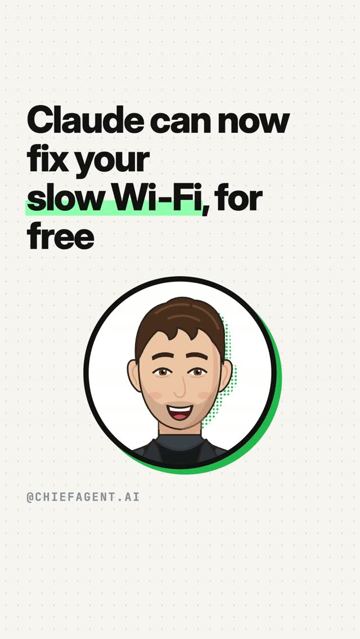 Claude can now
fix your
slow Wi-Fi, for
free
@CHIEFAGENT.AI